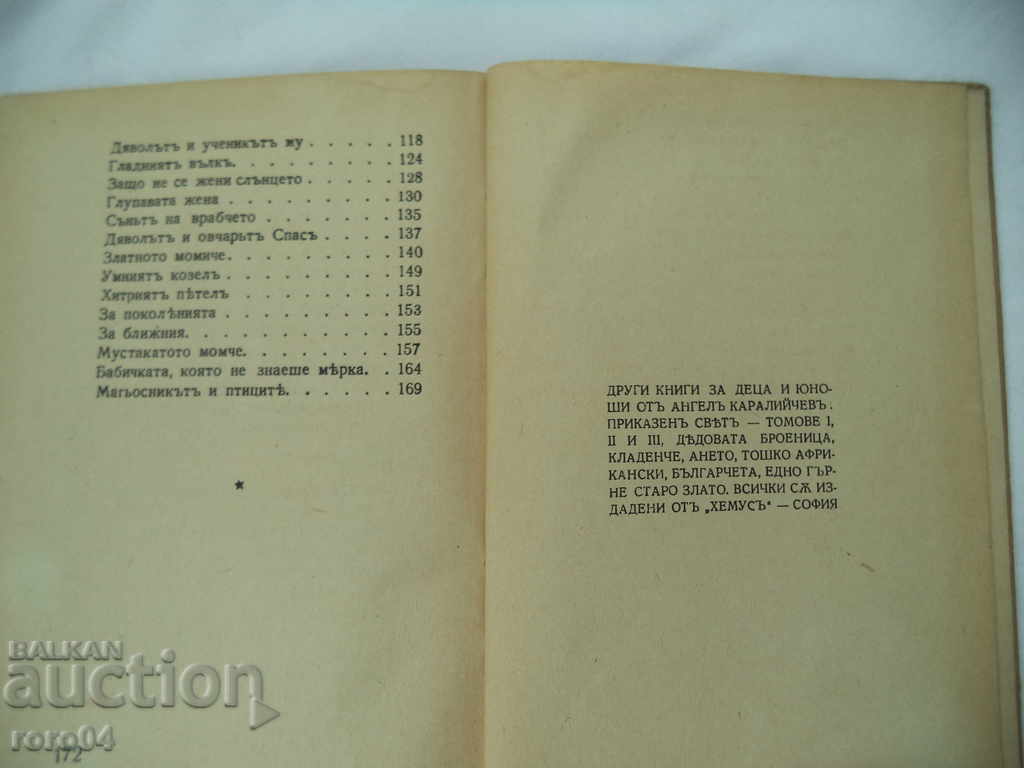 Дяволътъ и ученикътъ му . . . . . 118
Гладниятъ вълкъ. . . . . . . . . 124
Защо не се жени слънцето . . . . . 128
Глупавата жена . . . . . . . . . 130
Сънътъ на врабчето . . . . . . . 135
Дяволътъ и овчарьтъ Спасъ . . . . 137
Златното момиче. . . . . . . . . 140
Умниятъ козелъ . . . . . . . . . 149
Хитриятъ пѣтелъ . . . . . . . . 151
За поколѣнията . . . . . . . . . 153
За ближния. . . . . . . . . . . 155
Мустакатото момче. . . . . . . . 157
Бабичката, която не знаеше мѣрка. . 164
Магьосникътъ и птицитѣ. . . . . . 169
*
172
ДРУГИ КНИГИ ЗА ДЕЦА И ЮНО-
ШИ ОТЪ АНГЕЛЪ КАРАЛИЙЧЕВЪ.
ПРИКАЗЕНЪ СВѢТЪ — ТОМОВЕ I,
II И III, ДѢДОВАТА БРОЕНИЦА,
КЛАДЕНЧЕ, АНЕТО, ТОШКО АФРИ-
КАНСКИ, БЪЛГАРЧЕТА, ЕДНО ГЪР-
НЕ СТАРО ЗЛАТО. ВСИЧКИ СѪ ИЗ-
ДАДЕНИ ОТЪ „ХЕМУСЪ“ — СОФИЯ
BALKAN
auction
roro04